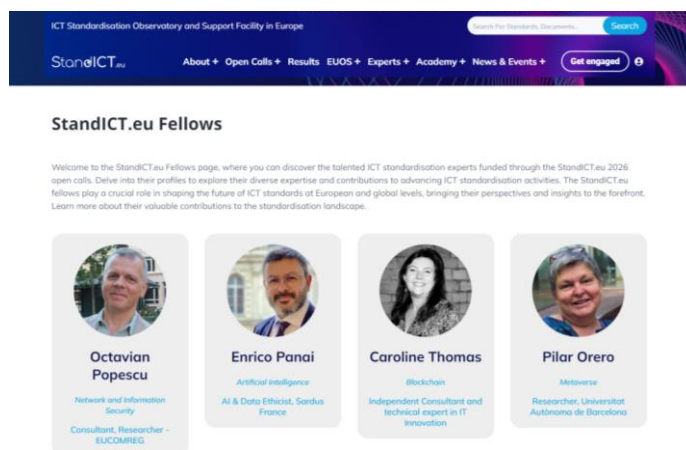 ICT Standardisation Observatory and Support Facility in Europe
Search For Standards, Documents..
Search
StandICT.eu
About + Open Calls + Results EUOS + Experts + Academy + News & Events +
Get engaged
StandICT.eu Fellows
Welcome to the StandICT.eu Fellows page, where you can discover the talented ICT standardisation experts funded through the StandICT.eu 2026
open calls. Delve into their profiles to explore their diverse expertise and contributions to advancing ICT standardisation activities. The StandICT.eu
fellows play a crucial role in shaping the future of ICT standards at European and global levels, bringing their perspectives and insights to the forefront.
Learn more about their valuable contributions to the standardisation landscape.
Octavian
Popescu
Network and Information
Security
Consultant, Researcher -
EUCOMREG
Enrico Panai
Artificial Intelligence
AI & Data Ethicist, Sardus
France
Caroline Thomas
Blockchain
Independent Consultant and
technical expert in IT
Innovation
Pilar Orero
Metaverse
Researcher, Universitat
Autònoma de Barcelona